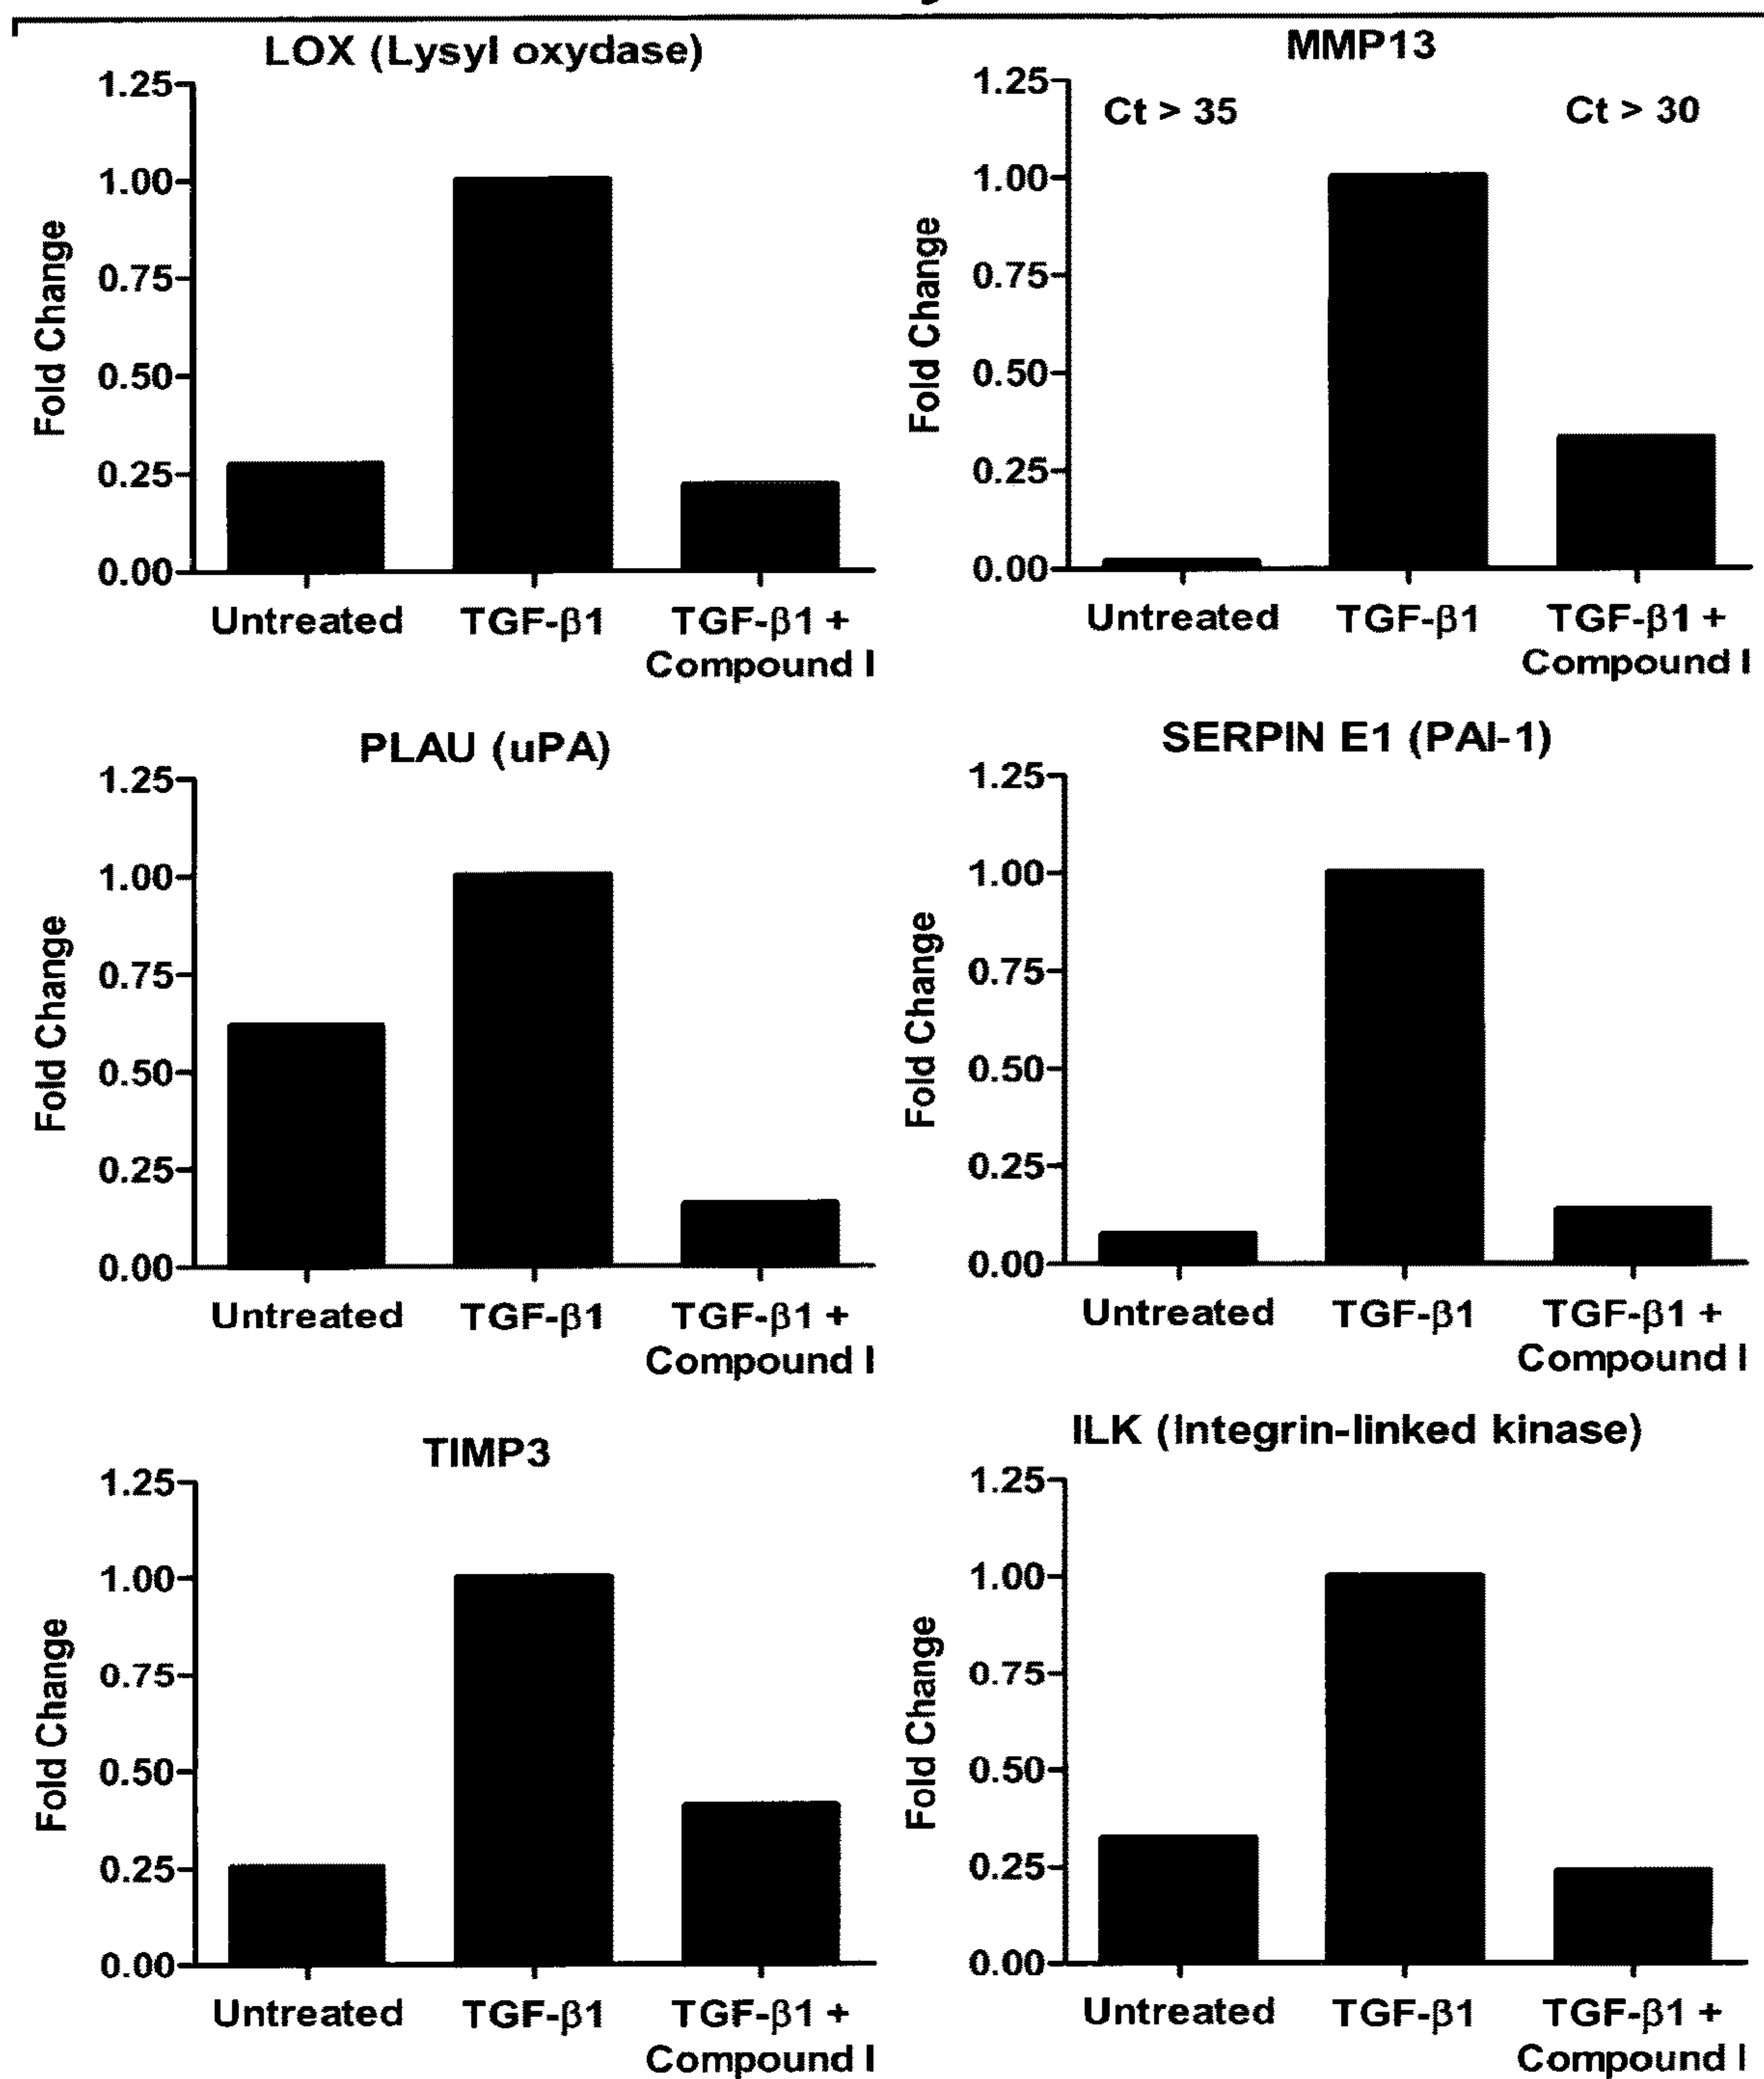 LOX (Lysyl oxydase)
Fold Change
1.25
1.00
0.75
0.50
0.25
0.00
Untreated
TGF-β1
TGF-β1 +
Compound I
MMP13
Ct > 35
Ct > 30
Fold Change
1.25
1.00
0.75
0.50
0.25
0.00
Untreated
TGF-β1
TGF-β1 +
Compound I
PLAU (uPA)
Fold Change
1.25
1.00
0.75
0.50
0.25
0.00
Untreated
TGF-β1
TGF-β1 +
Compound I
SERPIN E1 (PAI-1)
Fold Change
1.25
1.00
0.75
0.50
0.25
0.00
Untreated
TGF-β1
TGF-β1 +
Compound I
TIMP3
Fold Change
1.25
1.00
0.75
0.50
0.25
0.00
Untreated
TGF-β1
TGF-β1 +
Compound I
ILK (Integrin-linked kinase)
Fold Change
1.25
1.00
0.75
0.50
0.25
0.00
Untreated
TGF-β1
TGF-β1 +
Compound I